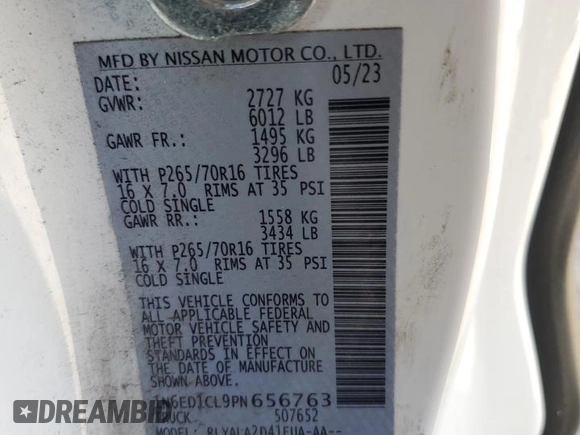 MFD BY NISSAN MOTOR CO., LTD.
DATE: 05/23
GVWR: 2727 KG
6012 LB
GAWR FR.: 1495 KG
3296 LB
WITH P265/70R16 TIRES
16 X 7.0 RIMS AT 35 PSI
COLD SINGLE
GAWR RR.: 1558 KG
3434 LB
WITH P265/70R16 TIRES
16 X 7.0 RIMS AT 35 PSI
COLD SINGLE
THIS VEHICLE CONFORMS TO
ALL APPLICABLE FEDERAL
MOTOR VEHICLE SAFETY AND
THEFT PREVENTION
STANDARDS IN EFFECT ON
THE DATE OF MANUFACTURE
SHOWN ABOVE.
1N6ED1CL9PN656763
507652
MODEL:
DREAMBID